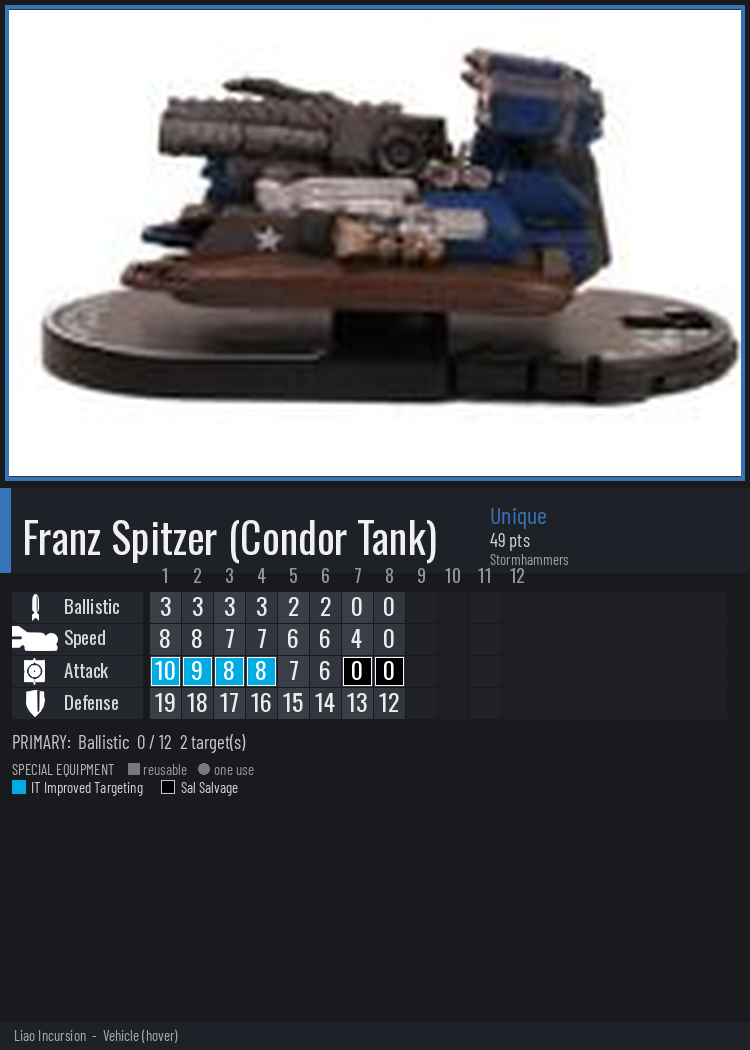 Franz Spitzer (Condor Tank)
Unique
49 pts
Stormhammers
1 2 3 4 5 6 7 8 9 10 11 12
Ballistic 3 3 3 3 2 2 0 0
Speed 8 8 7 7 6 6 4 0
Attack 10 9 8 8 7 6 0 0
Defense 19 18 17 16 15 14 13 12
PRIMARY: Ballistic 0 / 12 2 target(s)
SPECIAL EQUIPMENT reusable one use
IT Improved Targeting Sal Salvage
Liao Incursion - Vehicle (hover)